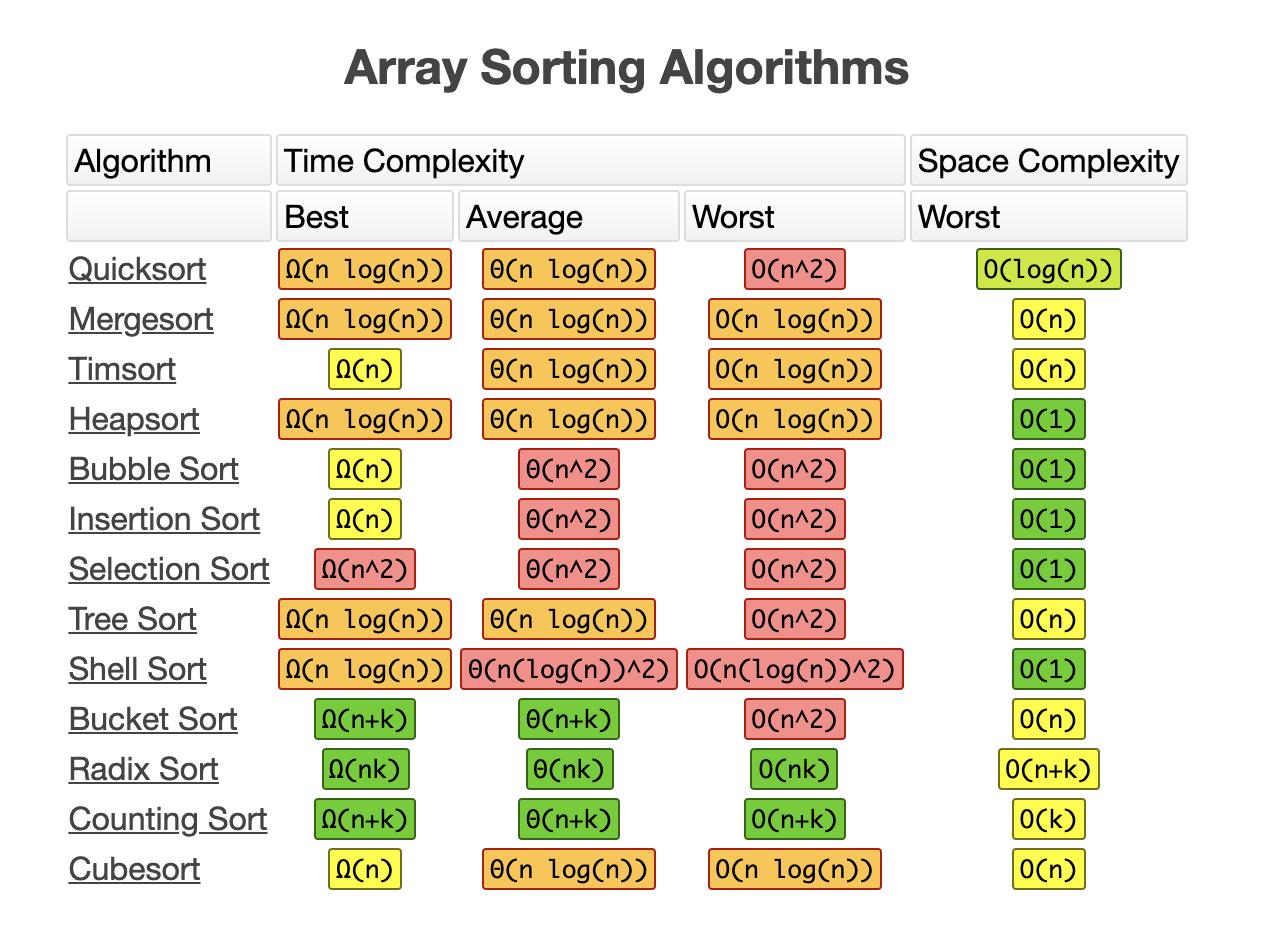 Array Sorting Algorithms
Algorithm Time Complexity Space Complexity
Best Average Worst Worst
Quicksort Ω(n log(n)) Θ(n log(n)) O(n^2) O(log(n))
Mergesort Ω(n log(n)) Θ(n log(n)) O(n log(n)) O(n)
Timsort Ω(n) Θ(n log(n)) O(n log(n)) O(n)
Heapsort Ω(n log(n)) Θ(n log(n)) O(n log(n)) O(1)
Bubble Sort Ω(n) Θ(n^2) O(n^2) O(1)
Insertion Sort Ω(n) Θ(n^2) O(n^2) O(1)
Selection Sort Ω(n^2) Θ(n^2) O(n^2) O(1)
Tree Sort Ω(n log(n)) Θ(n log(n)) O(n^2) O(n)
Shell Sort Ω(n log(n)) Θ(n(log(n))^2) O(n(log(n))^2) O(1)
Bucket Sort Ω(n+k) Θ(n+k) O(n^2) O(n)
Radix Sort Ω(nk) Θ(nk) O(nk) O(n+k)
Counting Sort Ω(n+k) Θ(n+k) O(n+k) O(k)
Cubesort Ω(n) Θ(n log(n)) O(n log(n)) O(n)